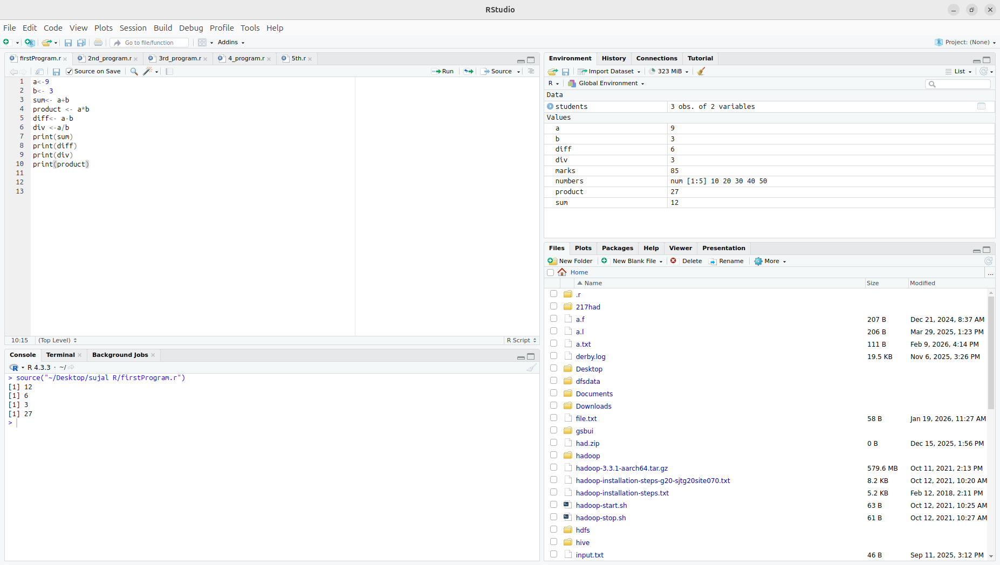 RStudio
File Edit Code View Plots Session Build Debug Profile Tools Help
Go to file/function
Addins
Project: (None)
firstProgram.r
2nd_program.r
3rd_program.r
4_program.r
5th.r
Source on Save
Run
Source
1 a<-9
2 b<- 3
3 sum<- a+b
4 product <- a*b
5 diff<- a-b
6 div <-a/b
7 print(sum)
8 print(diff)
9 print(div)
10 print(product)
11
12
13
10:15 (Top Level) R Script
Console Terminal Background Jobs
R 4.3.3 · ~/
> source("~/Desktop/sujal R/firstProgram.r")
[1] 12
[1] 6
[1] 3
[1] 27
>
Environment History Connections Tutorial
Import Dataset 323 MiB List
R Global Environment
Data
students 3 obs. of 2 variables
Values
a 9
b 3
diff 6
div 3
marks 85
numbers num [1:5] 10 20 30 40 50
product 27
sum 12
Files Plots Packages Help Viewer Presentation
New Folder New Blank File Delete Rename More
Home ...
Name Size Modified
.r
217had
a.f 207 B Dec 21, 2024, 8:37 AM
a.l 206 B Mar 29, 2025, 1:23 PM
a.txt 111 B Feb 9, 2026, 4:14 PM
derby.log 19.5 KB Nov 6, 2025, 3:26 PM
Desktop
dfsdata
Documents
Downloads
file.txt 58 B Jan 19, 2026, 11:27 AM
gsbui
had.zip 0 B Dec 15, 2025, 1:56 PM
hadoop
hadoop-3.3.1-aarch64.tar.gz 579.6 MB Oct 11, 2021, 2:13 PM
hadoop-installation-steps-g20-sjtg20site070.txt 8.2 KB Oct 12, 2021, 10:20 AM
hadoop-installation-steps.txt 5.2 KB Feb 12, 2018, 2:11 PM
hadoop-start.sh 63 B Oct 12, 2021, 10:25 AM
hadoop-stop.sh 61 B Oct 12, 2021, 10:27 AM
hdfs
hive
input.txt 46 B Sep 11, 2025, 3:12 PM